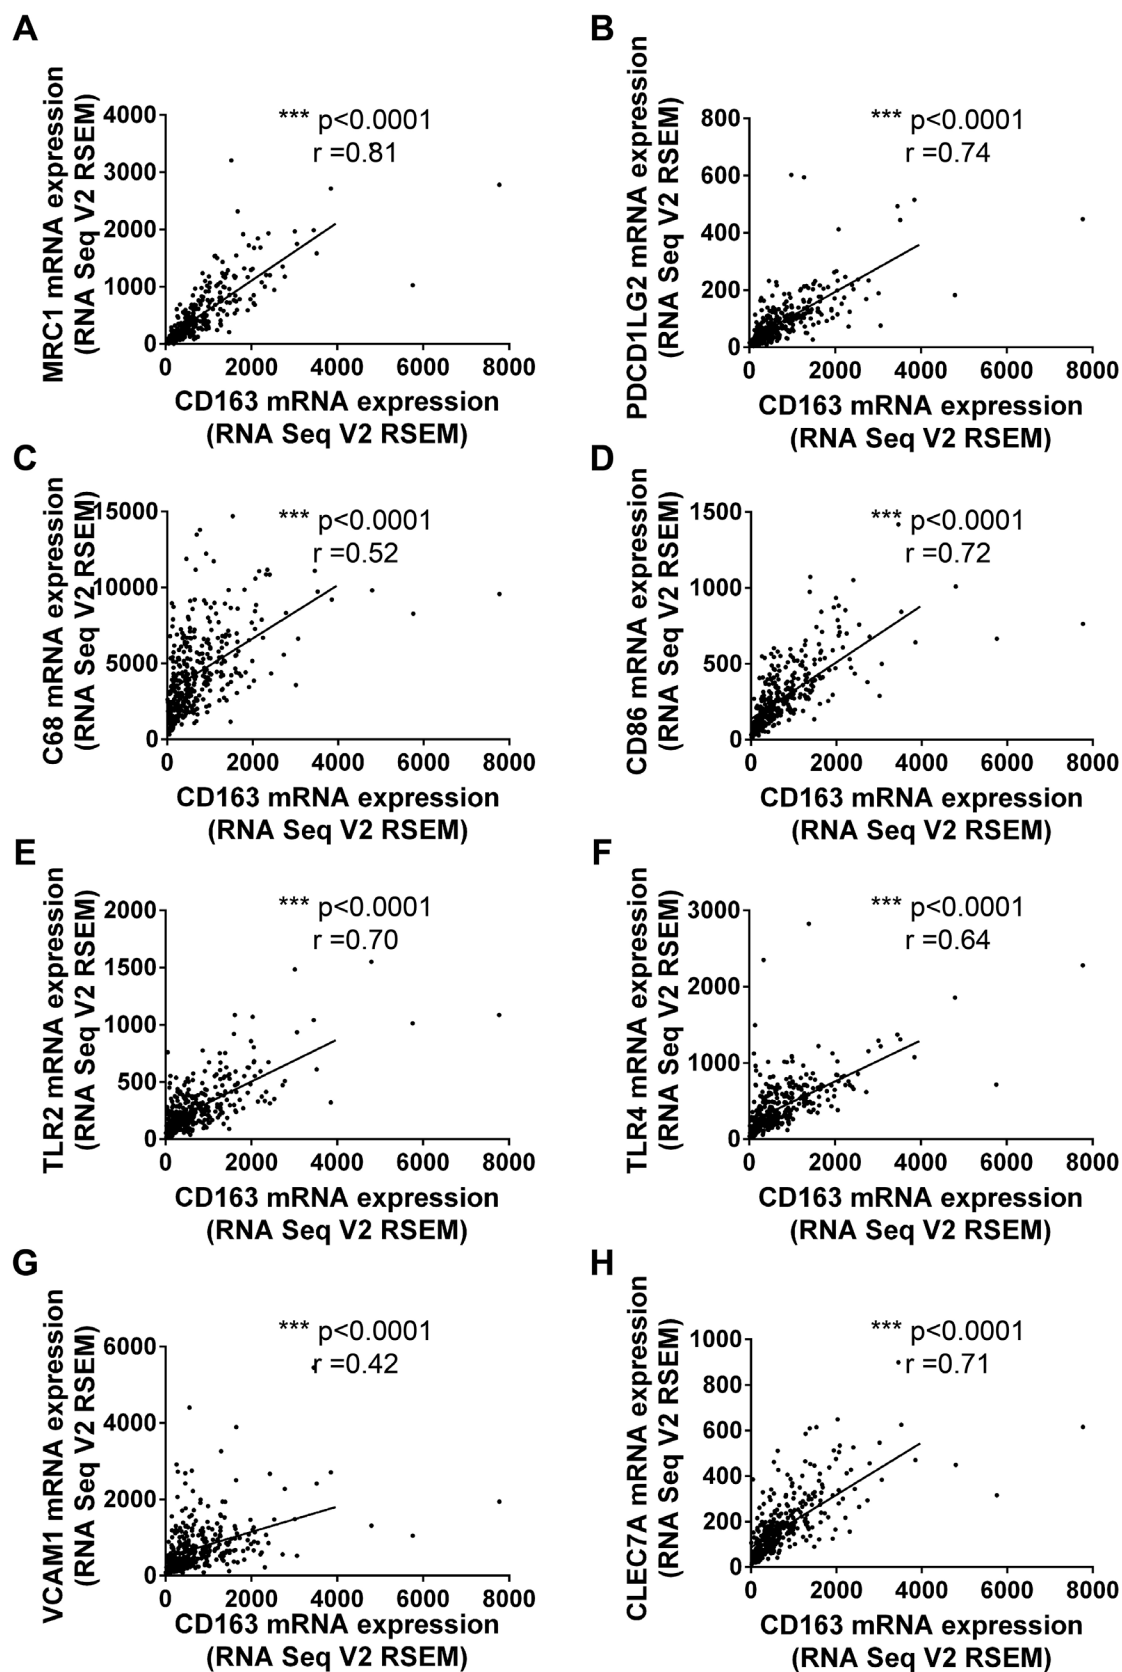 A
MRC1 mRNA expression
(RNA Seq V2 RSEM)
4000
3000
2000
1000
0
*** p<0.0001
r =0.81
0 2000 4000 6000 8000
CD163 mRNA expression
(RNA Seq V2 RSEM)
B
PDCD1LG2 mRNA expression
(RNA Seq V2 RSEM)
800
600
400
200
0
*** p<0.0001
r =0.74
0 2000 4000 6000 8000
CD163 mRNA expression
(RNA Seq V2 RSEM)
C
C68 mRNA expression
(RNA Seq V2 RSEM)
15000
10000
5000
0
*** p<0.0001
r =0.52
0 2000 4000 6000 8000
CD163 mRNA expression
(RNA Seq V2 RSEM)
D
CD86 mRNA expression
(RNA Seq V2 RSEM)
1500
1000
500
0
*** p<0.0001
r =0.72
0 2000 4000 6000 8000
CD163 mRNA expression
(RNA Seq V2 RSEM)
E
TLR2 mRNA expression
(RNA Seq V2 RSEM)
2000
1500
1000
500
0
*** p<0.0001
r =0.70
0 2000 4000 6000 8000
CD163 mRNA expression
(RNA Seq V2 RSEM)
F
TLR4 mRNA expression
(RNA Seq V2 RSEM)
3000
2000
1000
0
*** p<0.0001
r =0.64
0 2000 4000 6000 8000
CD163 mRNA expression
(RNA Seq V2 RSEM)
G
VCAM1 mRNA expression
(RNA Seq V2 RSEM)
6000
4000
2000
0
*** p<0.0001
r =0.42
0 2000 4000 6000 8000
CD163 mRNA expression
(RNA Seq V2 RSEM)
H
CLEC7A mRNA expression
(RNA Seq V2 RSEM)
1000
800
600
400
200
0
*** p<0.0001
r =0.71
0 2000 4000 6000 8000
CD163 mRNA expression
(RNA Seq V2 RSEM)